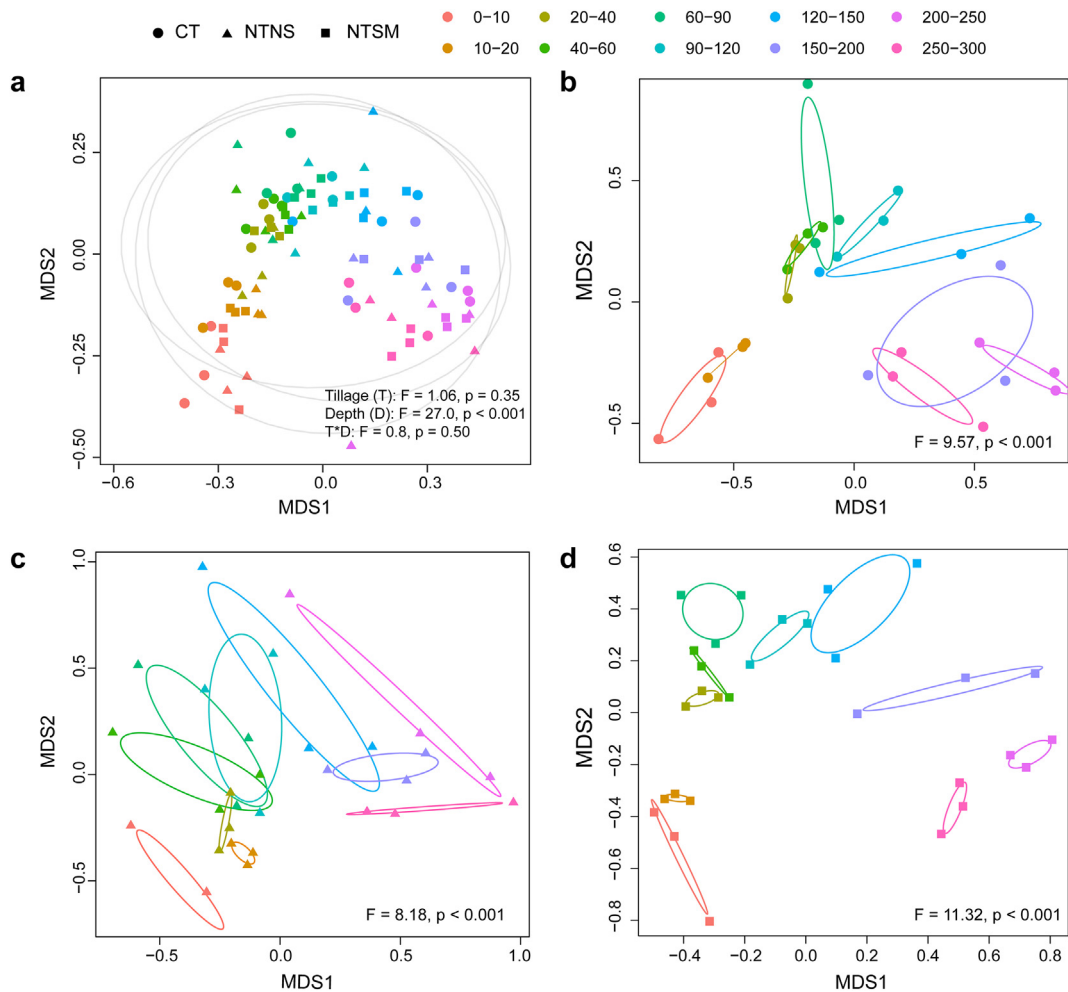 CT NTNS NTSM
0−10 20−40 60−90 120−150 200−250
10−20 40−60 90−120 150−200 250−300
a
MDS2
0.25
0.00
−0.25
−0.50
−0.6 −0.3 0.0 0.3
MDS1
Tillage (T): F = 1.06, p = 0.35
Depth (D): F = 27.0, p < 0.001
T*D: F = 0.8, p = 0.50
b
MDS2
0.5
0.0
−0.5
−0.5 0.0 0.5
MDS1
F = 9.57, p < 0.001
c
MDS2
1.0
0.5
0.0
−0.5
−0.5 0.0 0.5 1.0
MDS1
F = 8.18, p < 0.001
d
MDS2
0.6
0.4
0.2
0.0
−0.2
−0.4
−0.6
−0.8
−0.4 −0.2 0.0 0.2 0.4 0.6 0.8
MDS1
F = 11.32, p < 0.001